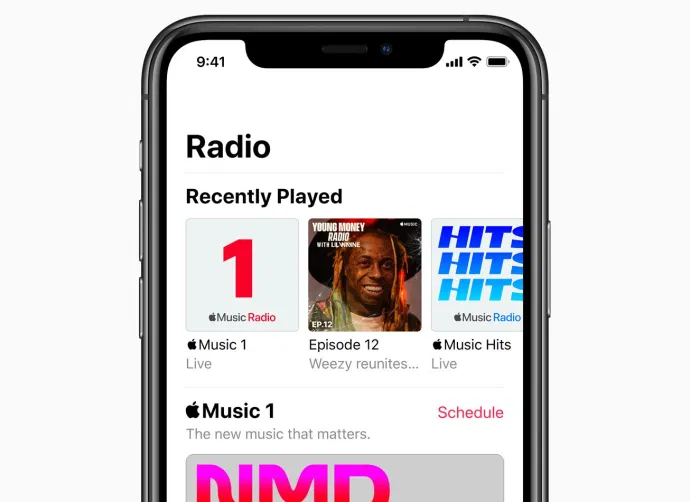 9:41
Radio
Recently Played
1
Music Radio
YOUNG MONEY
RADIO
WITH LIL WAYNE
MUSIC
EP.12
HITS
HITS
HITS
Music Radio
Music 1
Live
Episode 12
Weezy reunites...
Music Hits
Live
Music 1
Schedule
The new music that matters.
NMD